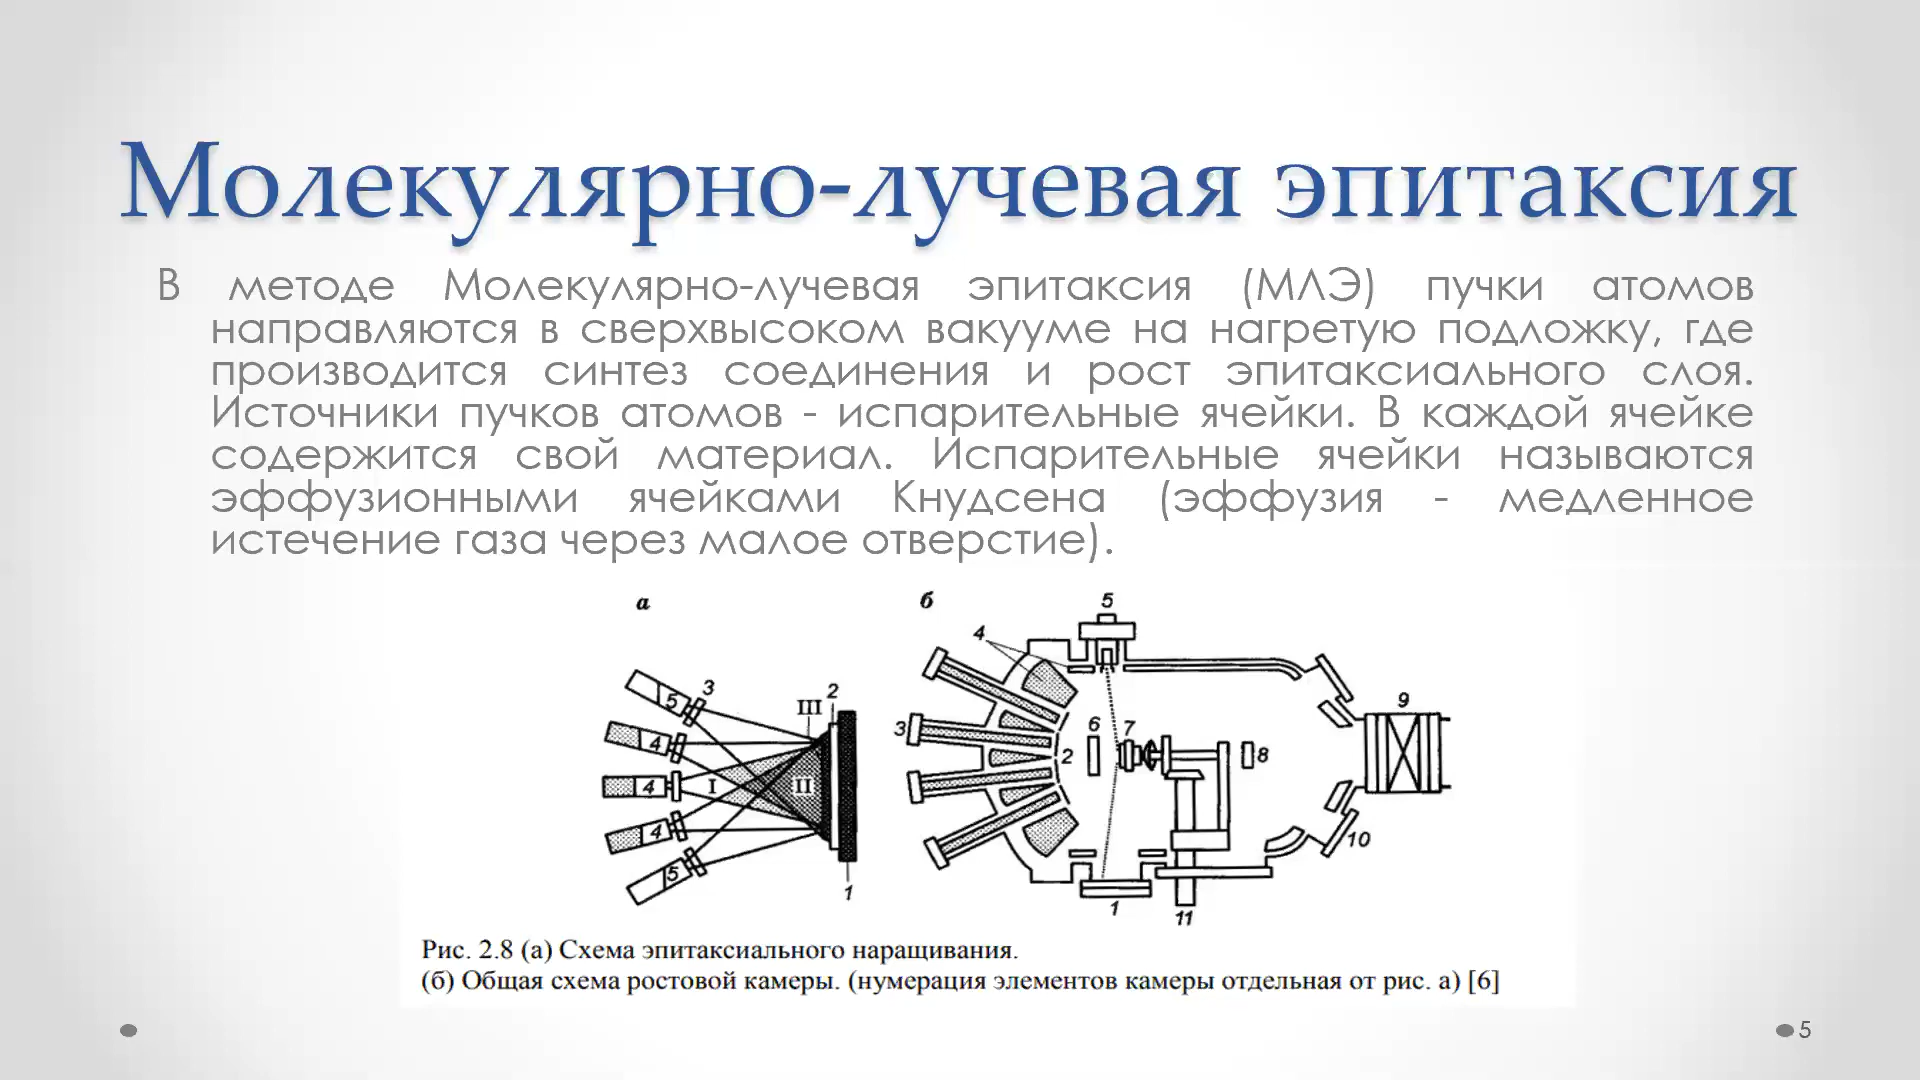 Молекулярно-лучевая эпитаксия
В методе Молекулярно-лучевая эпитаксия (МЛЭ) пучки атомов
направляются в сверхвысоком вакууме на нагретую подложку, где
производится синтез соединения и рост эпитаксиального слоя.
Источники пучков атомов - испарительные ячейки. В каждой ячейке
содержится свой материал. Испарительные ячейки называются
эффузионными ячейками Кнудсена (эффузия - медленное
истечение газа через малое отверстие).
а
5
3
III
2
4
4
I
II
4
5
1
б
5
4
3
2
6
7
8
9
10
1
11
Рис. 2.8 (а) Схема эпитаксиального наращивания.
(б) Общая схема ростовой камеры. (нумерация элементов камеры отдельная от рис. а) [6]
5